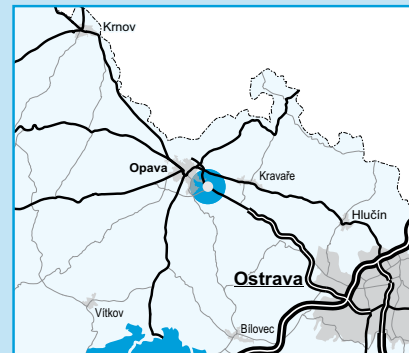 Krnov
Opava
Kravaře
Hlučín
Ostrava
Vítkov
Bílovec